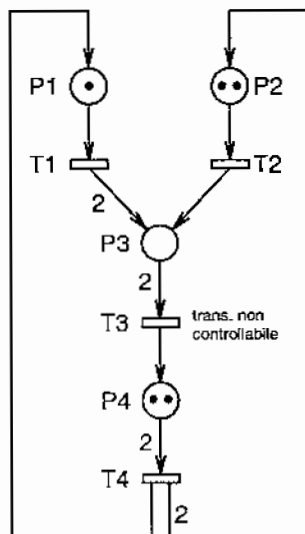 P1
P2
T1
T2
2
P3
2
T3
trans. non
controllabile
P4
2
T4
2